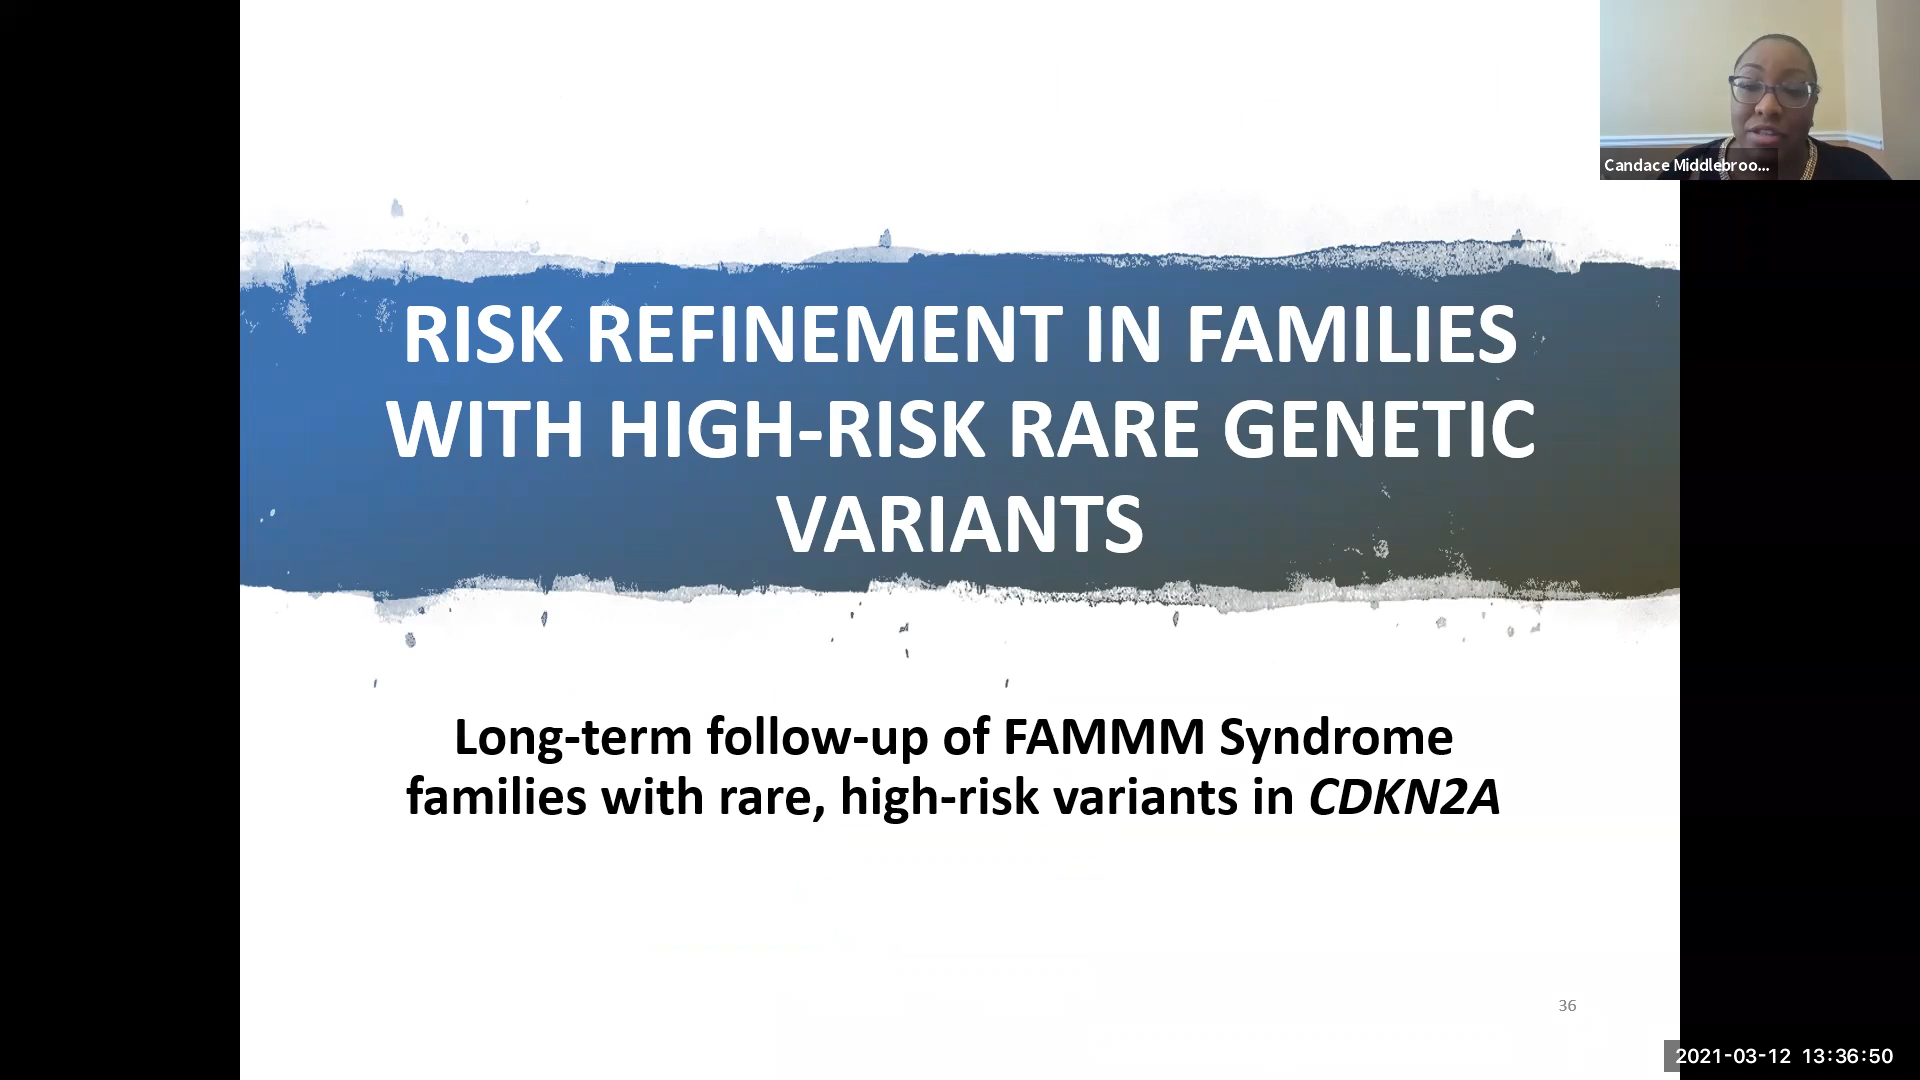 Candace Middlebroo...
RISK REFINEMENT IN FAMILIES
WITH HIGH-RISK RARE GENETIC
VARIANTS
Long-term follow-up of FAMMM Syndrome
families with rare, high-risk variants in CDKN2A
36
2021-03-12 13:36:50